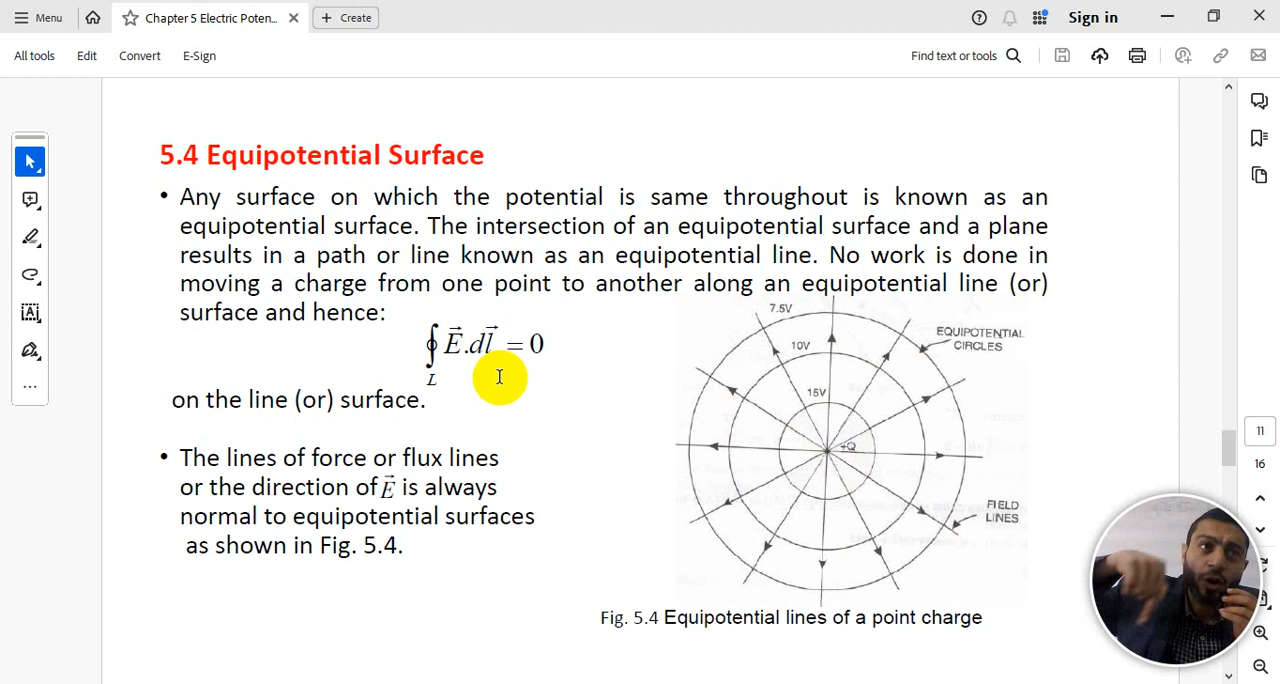 Menu
Chapter 5 Electric Poten...
Create
Sign in
All tools
Edit
Convert
E-Sign
Find text or tools
5.4 Equipotential Surface
• Any surface on which the potential is same throughout is known as an
equipotential surface. The intersection of an equipotential surface and a plane
results in a path or line known as an equipotential line. No work is done in
moving a charge from one point to another along an equipotential line (or)
surface and hence:
∮ E⃗.dl⃗ = 0
L
on the line (or) surface.
• The lines of force or flux lines
or the direction of E⃗ is always
normal to equipotential surfaces
as shown in Fig. 5.4.
7.5V
10V
15V
+Q
EQUIPOTENTIAL
CIRCLES
FIELD
LINES
Fig. 5.4 Equipotential lines of a point charge
11
16